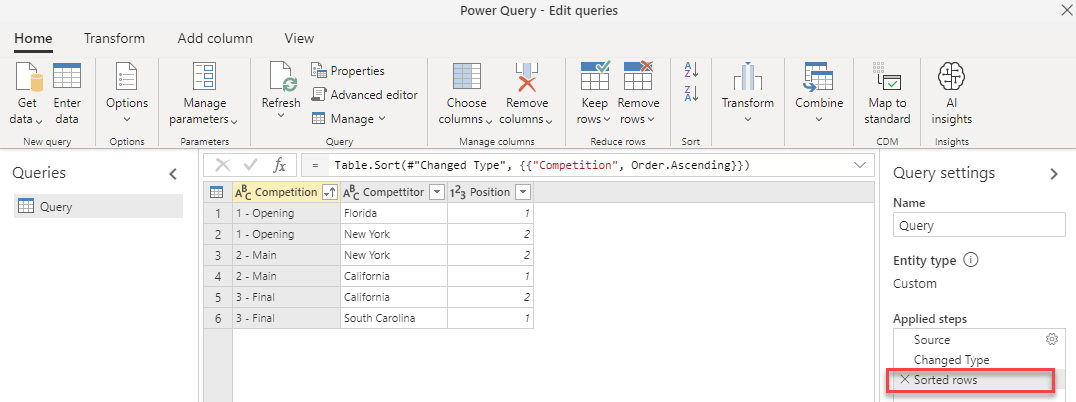 Power Query - Edit queries
Home Transform Add column View
Get data
Enter data
Options
Manage parameters
Refresh
Properties
Advanced editor
Manage
Choose columns
Remove columns
Keep rows
Remove rows
A Z
Z A
Transform
Combine
Map to standard
AI insights
New query Options Parameters Query Manage columns Reduce rows Sort CDM Insights
Queries
Query
fx = Table.Sort(#"Changed Type", {{"Competition", Order.Ascending}})
ABC Competition ABC Compettitor 123 Position
1 1 - Opening Florida 1
2 1 - Opening New York 2
3 2 - Main New York 2
4 2 - Main California 1
5 3 - Final California 2
6 3 - Final South Carolina 1
Query settings
Name
Query
Entity type
Custom
Applied steps
Source
Changed Type
Sorted rows